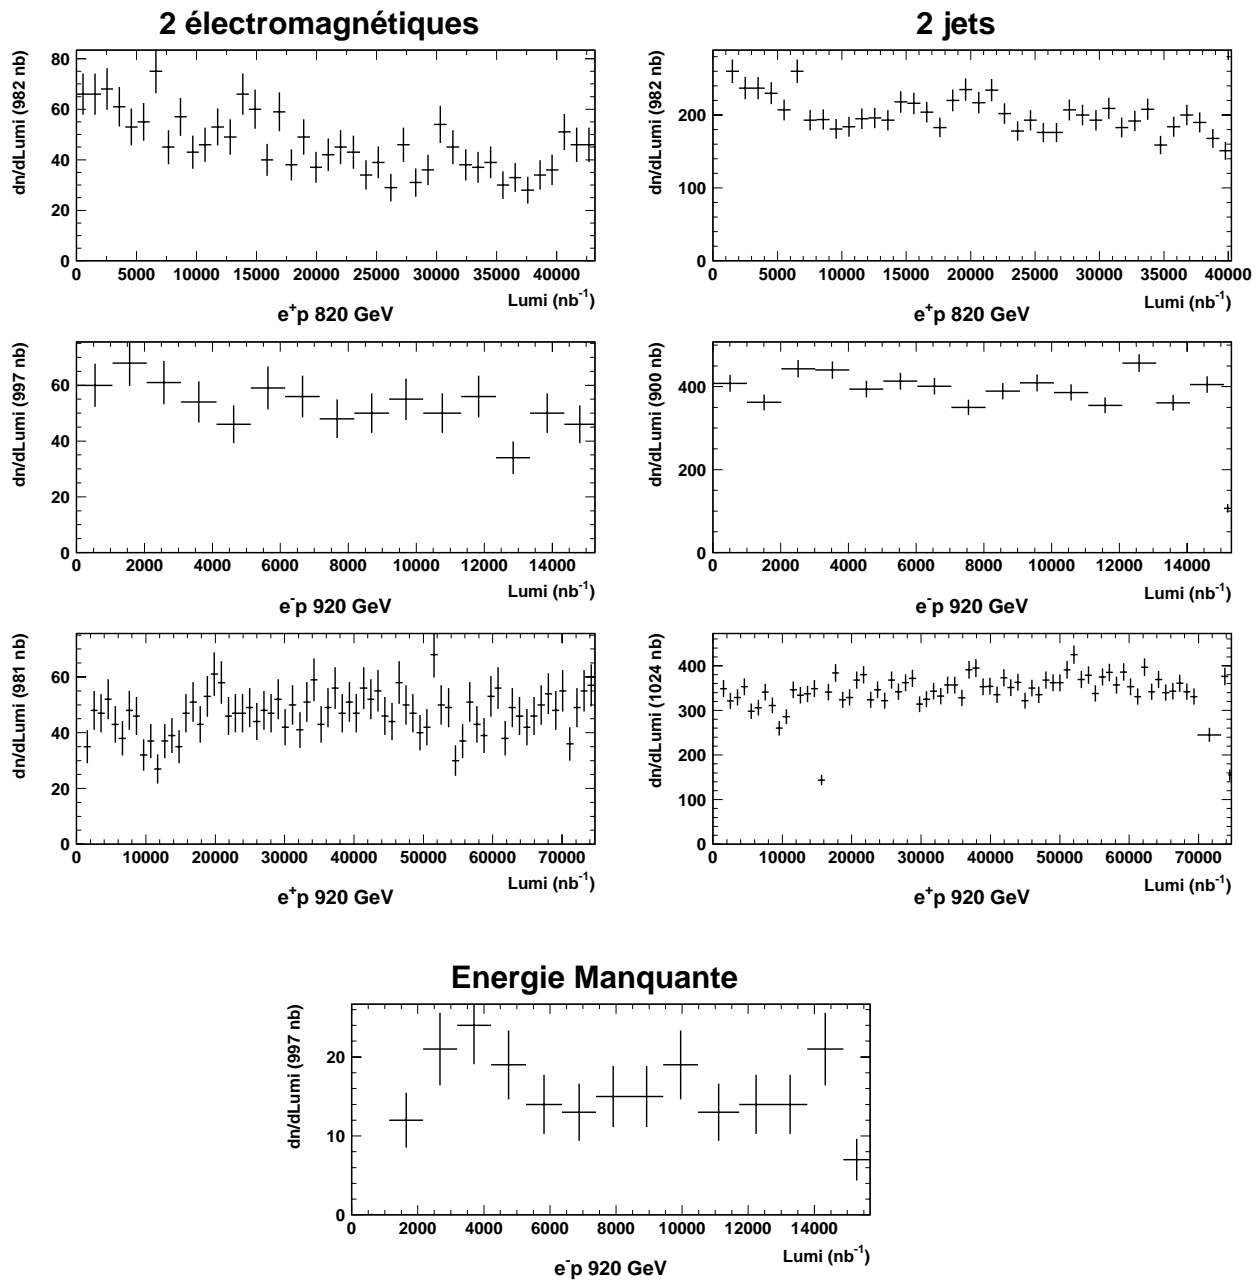 2 électromagnétiques
dn/dLumi (982 nb)
80
60
40
20
0
0 5000 10000 15000 20000 25000 30000 35000 40000
Lumi (nb-1)
e+p 820 GeV
2 jets
dn/dLumi (982 nb)
200
100
0
0 5000 10000 15000 20000 25000 30000 35000 40000
Lumi (nb-1)
e+p 820 GeV
dn/dLumi (997 nb)
60
40
20
0
0 2000 4000 6000 8000 10000 12000 14000
Lumi (nb-1)
e-p 920 GeV
dn/dLumi (900 nb)
400
200
0
0 2000 4000 6000 8000 10000 12000 14000
Lumi (nb-1)
e-p 920 GeV
dn/dLumi (981 nb)
60
40
20
0
0 10000 20000 30000 40000 50000 60000 70000
Lumi (nb-1)
e+p 920 GeV
dn/dLumi (1024 nb)
400
300
200
100
0
0 10000 20000 30000 40000 50000 60000 70000
Lumi (nb-1)
e+p 920 GeV
Energie Manquante
dn/dLumi (997 nb)
20
10
0
0 2000 4000 6000 8000 10000 12000 14000
Lumi (nb-1)
e-p 920 GeV